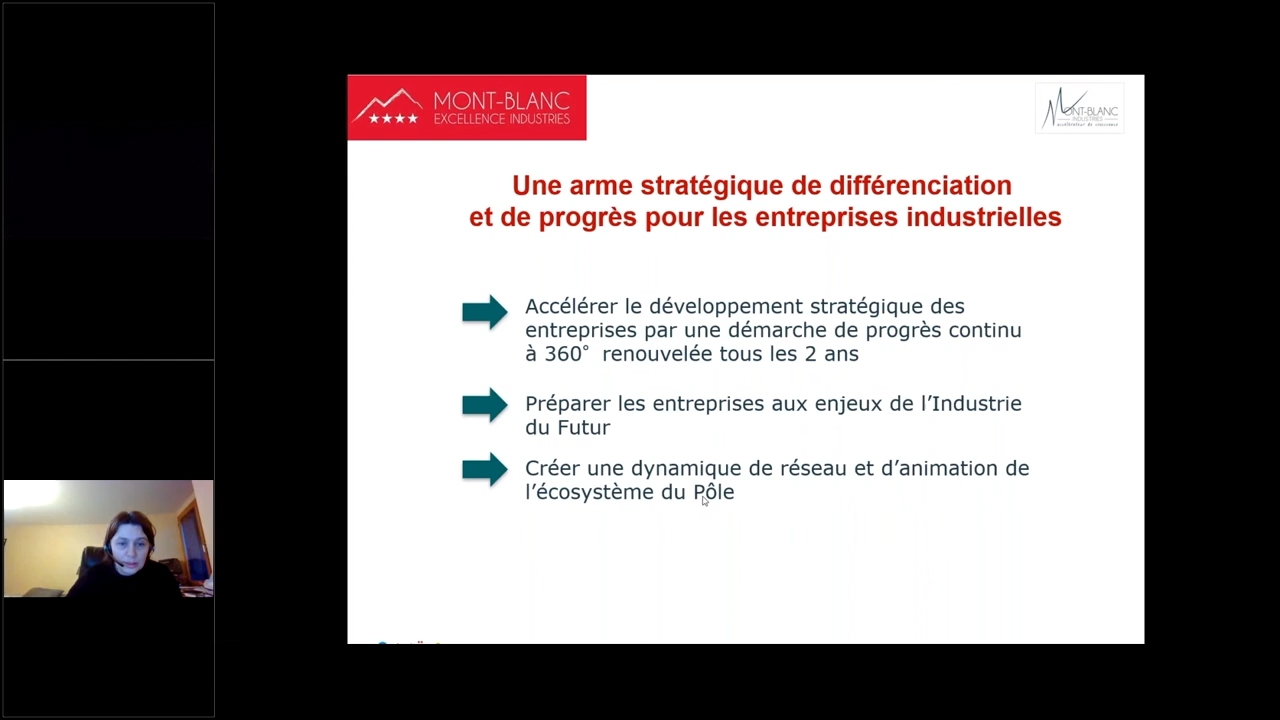 MONT-BLANC
EXCELLENCE INDUSTRIES
MONT-BLANC
INDUSTRIES
accélérateur de croissance
Une arme stratégique de différenciation
et de progrès pour les entreprises industrielles
Accélérer le développement stratégique des
entreprises par une démarche de progrès continu
à 360° renouvelée tous les 2 ans
Préparer les entreprises aux enjeux de l’Industrie
du Futur
Créer une dynamique de réseau et d’animation de
l’écosystème du Pôle